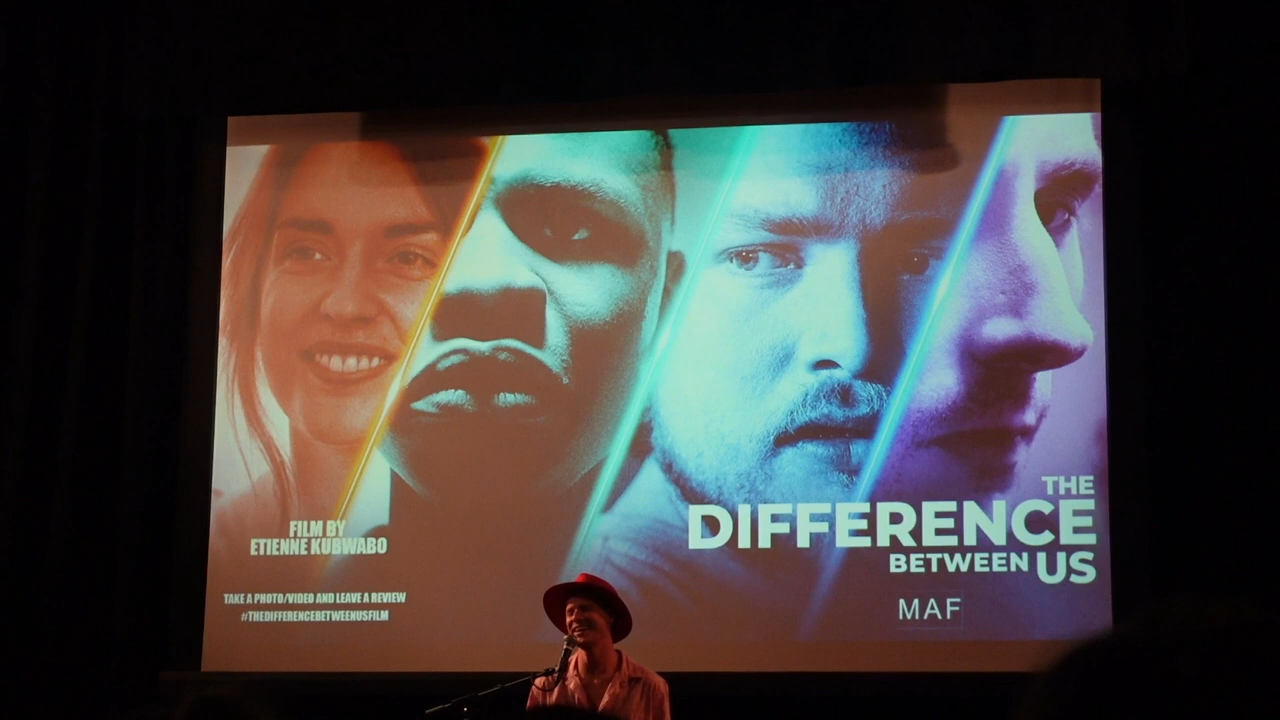 FILM BY
ETIENNE KUBWABO
TAKE A PHOTO/VIDEO AND LEAVE A REVIEW
#THEDIFFERENCEBETWEENUSFILM
THE
DIFFERENCE
BETWEEN US
MAF